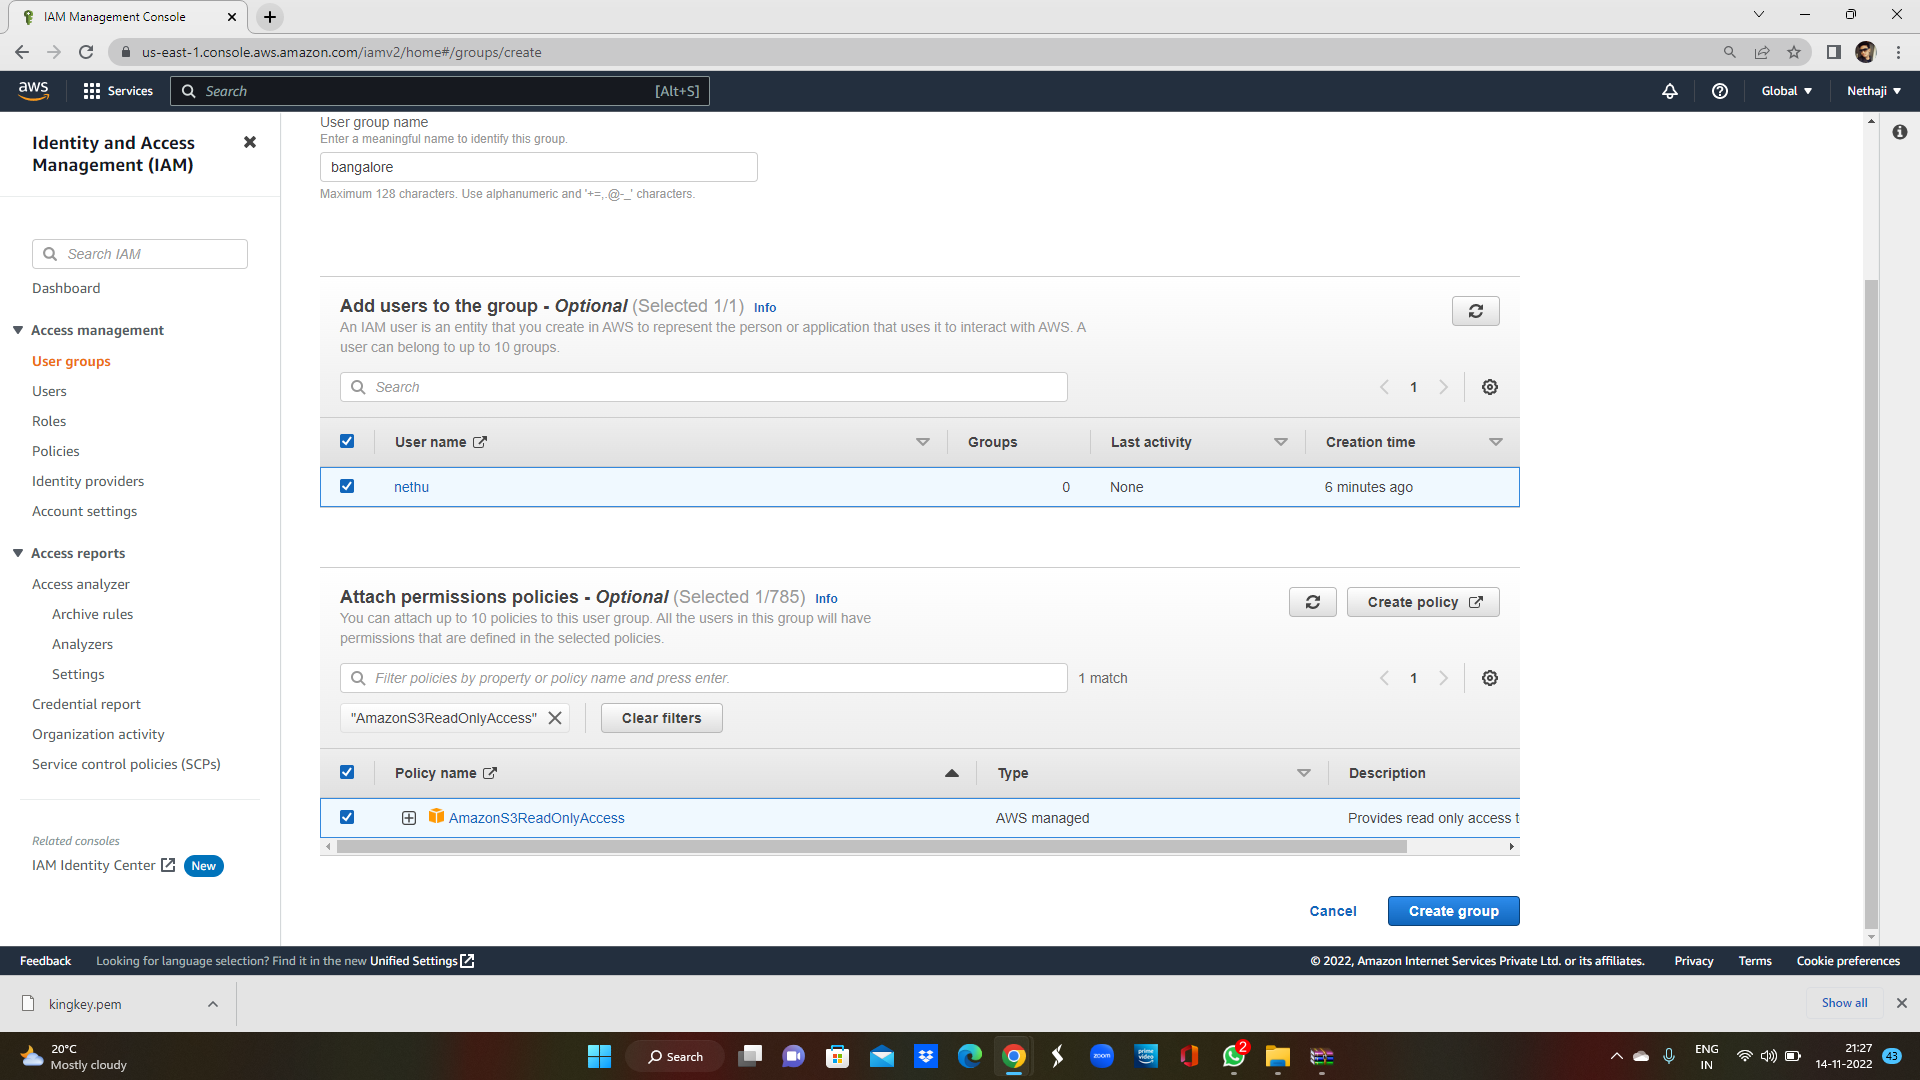 IAM Management Console
us-east-1.console.aws.amazon.com/iamv2/home#/groups/create
aws
Services
Search
[Alt+S]
Global
Nethaji
Identity and Access
Management (IAM)
Search IAM
Dashboard
Access management
User groups
Users
Roles
Policies
Identity providers
Account settings
Access reports
Access analyzer
Archive rules
Analyzers
Settings
Credential report
Organization activity
Service control policies (SCPs)
Related consoles
IAM Identity Center New
User group name
Enter a meaningful name to identify this group.
bangalore
Maximum 128 characters. Use alphanumeric and '+=,.@-_' characters.
Add users to the group - Optional (Selected 1/1) Info
An IAM user is an entity that you create in AWS to represent the person or application that uses it to interact with AWS. A
user can belong to up to 10 groups.
Search
1
User name Groups Last activity Creation time
nethu 0 None 6 minutes ago
Attach permissions policies - Optional (Selected 1/785) Info
You can attach up to 10 policies to this user group. All the users in this group will have
permissions that are defined in the selected policies.
Create policy
Filter policies by property or policy name and press enter.
1 match
1
"AmazonS3ReadOnlyAccess"
Clear filters
Policy name Type Description
AmazonS3ReadOnlyAccess AWS managed Provides read only access t
Cancel
Create group
Feedback
Looking for language selection? Find it in the new Unified Settings
© 2022, Amazon Internet Services Private Ltd. or its affiliates.
Privacy
Terms
Cookie preferences
kingkey.pem
Show all
20°C
Mostly cloudy
Search
zoom
prime
video
2
ENG
IN
21:27
14-11-2022
43